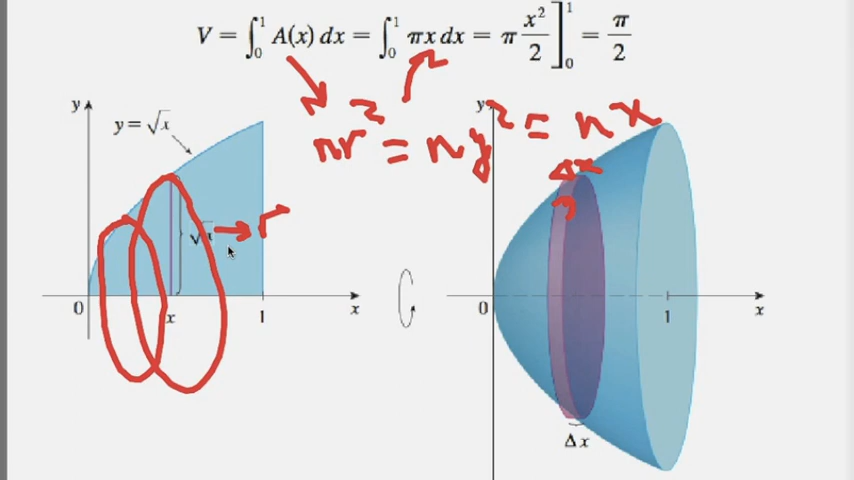 V = ∫₀¹ A(x) dx = ∫₀¹ πx dx = π x²/2 ]₀¹ = π/2
πr² = πy² = πx
y
y = √x
√x → r
0
x
1
x
y
Δx
0
1
x
Δx